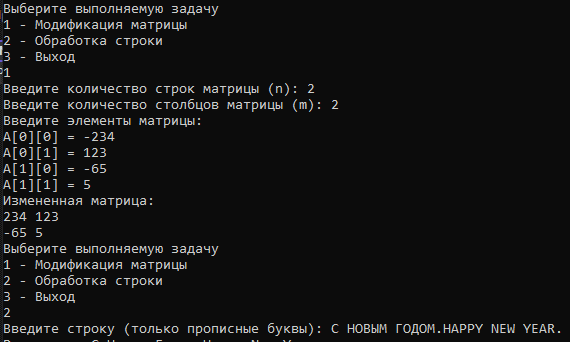 Выберите выполняемую задачу
1 - Модификация матрицы
2 - Обработка строки
3 - Выход
1
Введите количество строк матрицы (n): 2
Введите количество столбцов матрицы (m): 2
Введите элементы матрицы:
A[0][0] = -234
A[0][1] = 123
A[1][0] = -65
A[1][1] = 5
Измененная матрица:
234 123
-65 5
Выберите выполняемую задачу
1 - Модификация матрицы
2 - Обработка строки
3 - Выход
2
Введите строку (только прописные буквы): С НОВЫМ ГОДОМ.HAPPY NEW YEAR.